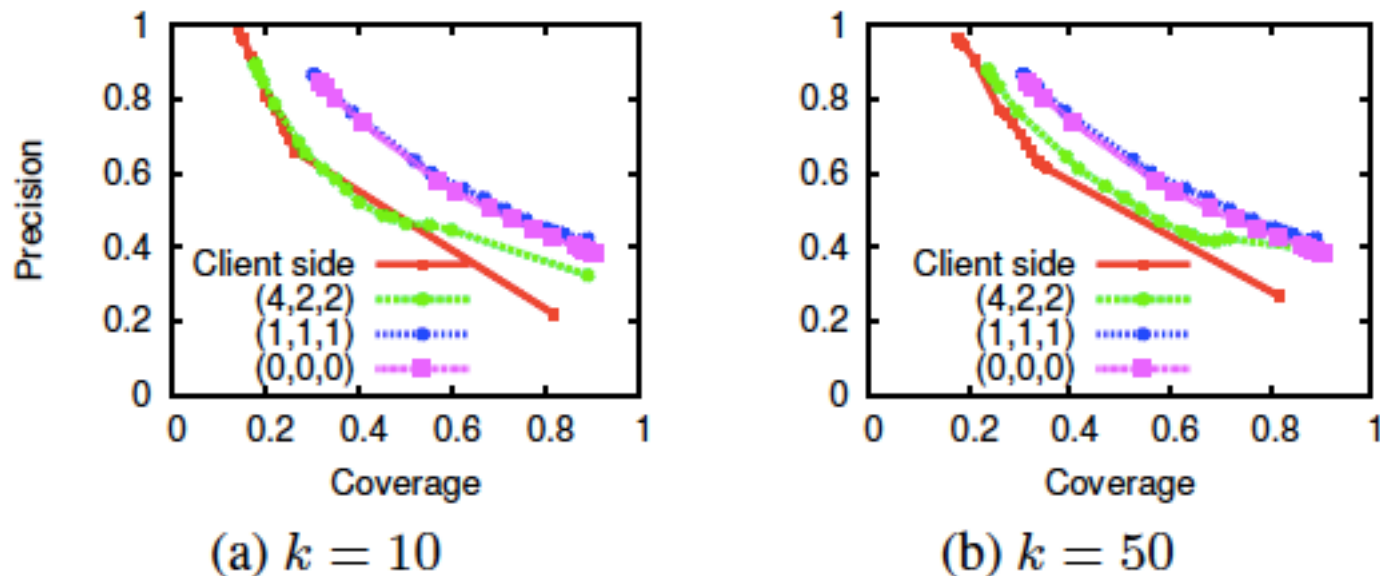 Precision
1
0.8
0.6
0.4
0.2
0
Client side
(4,2,2)
(1,1,1)
(0,0,0)
0 0.2 0.4 0.6 0.8 1
Coverage
(a) k = 10
1
0.8
0.6
0.4
0.2
0
Client side
(4,2,2)
(1,1,1)
(0,0,0)
0 0.2 0.4 0.6 0.8 1
Coverage
(b) k = 50